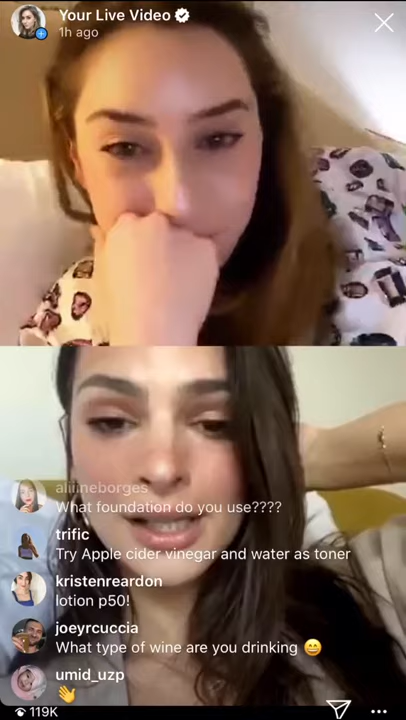 Your Live Video
1h ago
aliiineborges
What foundation do you use????
trific
Try Apple cider vinegar and water as toner
kristenreardon
lotion p50!
joeyrcuccia
What type of wine are you drinking 😄
umid_uzp
👋
119K